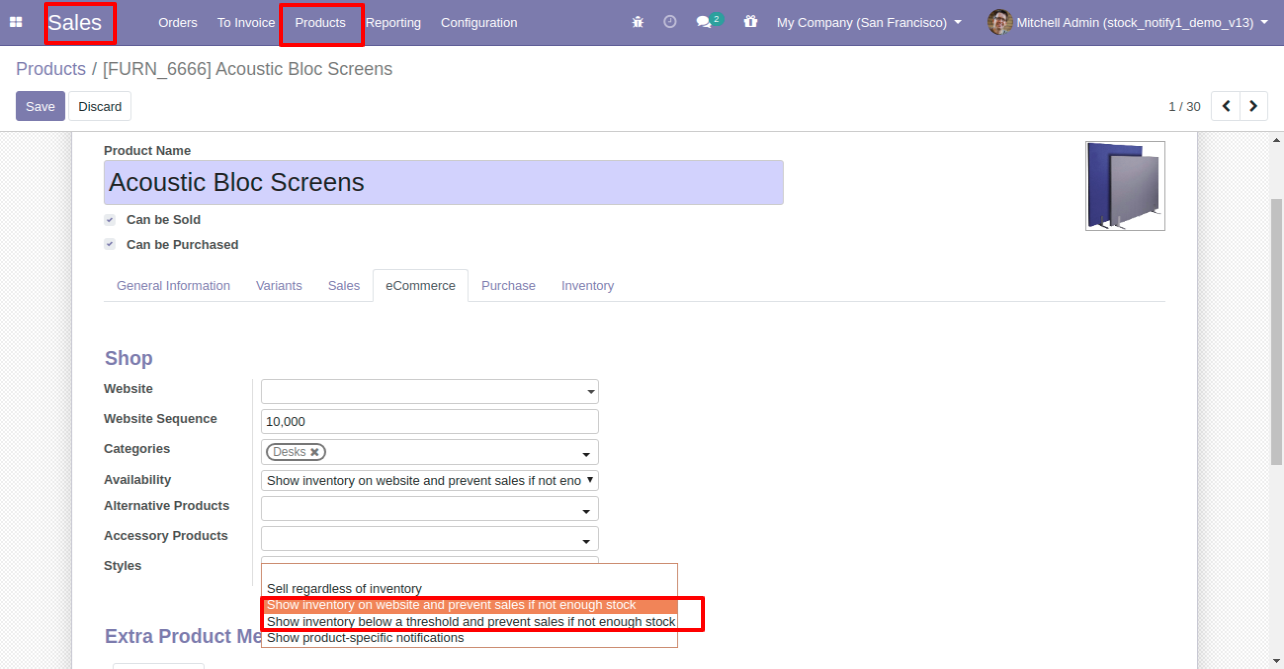 Sales Orders To Invoice Products Reporting Configuration 2 My Company (San Francisco) Mitchell Admin (stock_notify1_demo_v13)
Products / [FURN_6666] Acoustic Bloc Screens
Save Discard 1 / 30
Product Name
Acoustic Bloc Screens
Can be Sold
Can be Purchased
General Information Variants Sales eCommerce Purchase Inventory
Shop
Website
Website Sequence 10,000
Categories Desks
Availability Show inventory on website and prevent sales if not eno
Alternative Products
Accessory Products
Styles
Sell regardless of inventory
Show inventory on website and prevent sales if not enough stock
Show inventory below a threshold and prevent sales if not enough stock
Extra Product Me
Show product-specific notifications